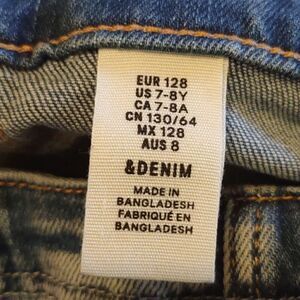 EUR 128
US 7-8Y
CA 7-8A
CN 130/64
MX 128
AUS 8
&DENIM
MADE IN
BANGLADESH
FABRIQUÉ EN
BANGLADESH